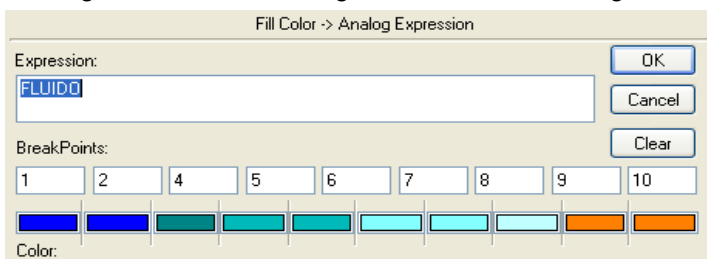 Fill Color -> Analog Expression
Expression:
OK
FLUIDO
Cancel
BreakPoints:
Clear
1 2 4 5 6 7 8 9 10
Color: